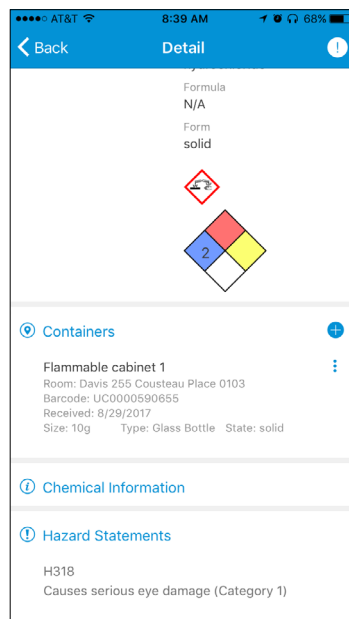 AT&T 8:39 AM 68%
Back Detail
Formula
N/A
Form
solid
2
Containers
Flammable cabinet 1
Room: Davis 255 Cousteau Place 0103
Barcode: UC0000590655
Received: 8/29/2017
Size: 10g Type: Glass Bottle State: solid
Chemical Information
Hazard Statements
H318
Causes serious eye damage (Category 1)